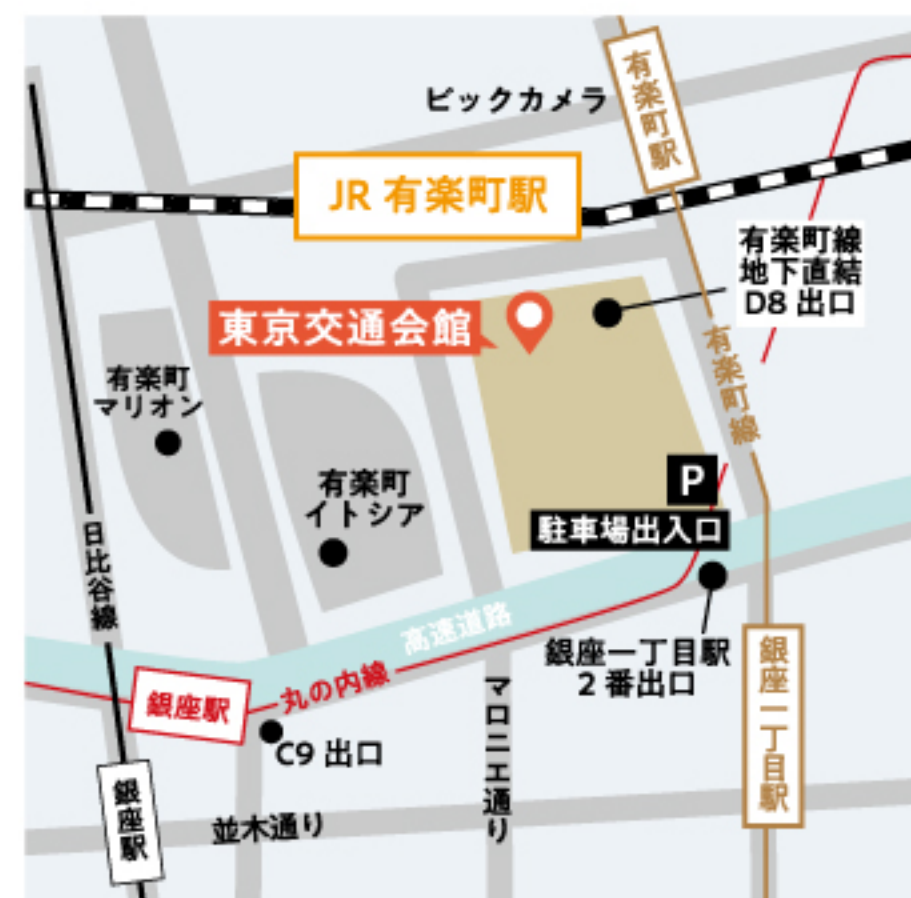 ビックカメラ
有楽町駅
JR 有楽町駅
有楽町線
地下直結
D8 出口
東京交通会館
有楽町線
有楽町
マリオン
有楽町
イトシア
P
駐車場出入口
日比谷線
高速道路
銀座一丁目駅
2 番出口
丸の内線
銀座駅
C9 出口
マロニエ通り
銀座一丁目駅
銀座駅
並木通り